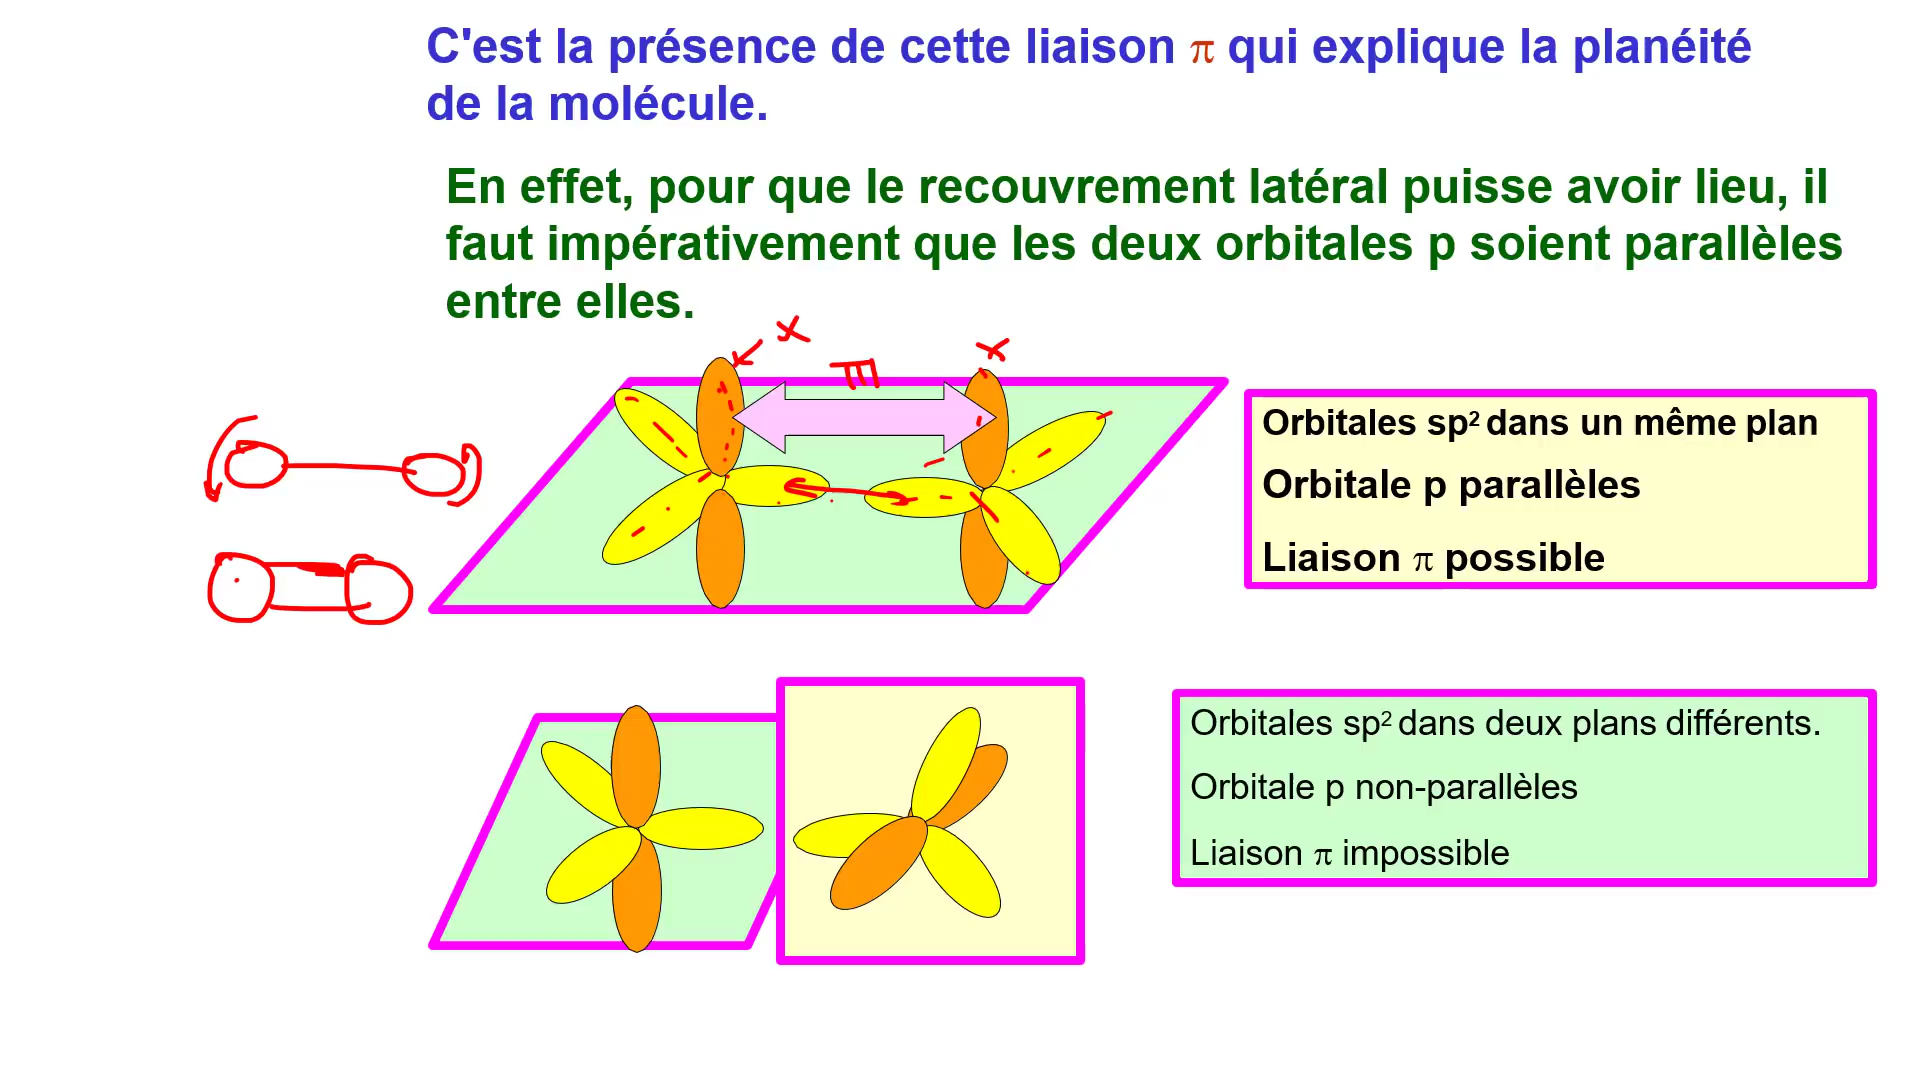 C'est la présence de cette liaison π qui explique la planéité
de la molécule.
En effet, pour que le recouvrement latéral puisse avoir lieu, il
faut impérativement que les deux orbitales p soient parallèles
entre elles.
Orbitales sp² dans un même plan
Orbitale p parallèles
Liaison π possible
Orbitales sp² dans deux plans différents.
Orbitale p non-parallèles
Liaison π impossible